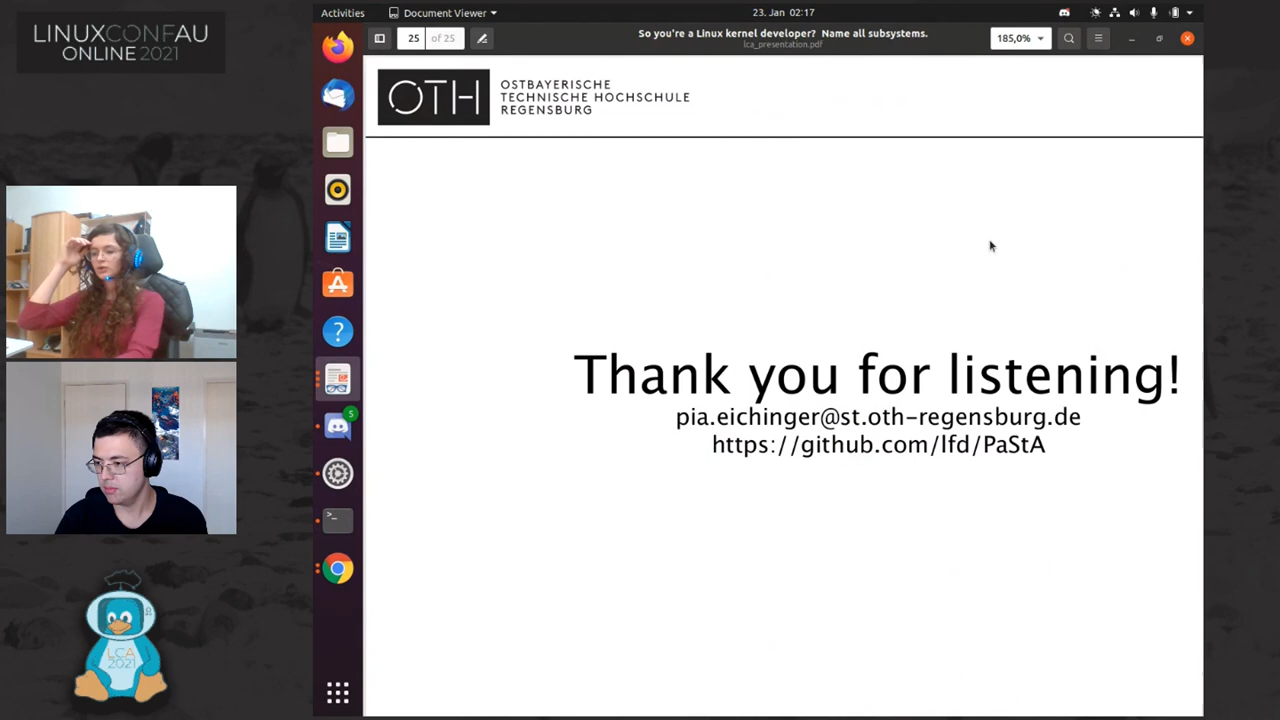 LINUXCONFAU
ONLINE 2021
Activities
Document Viewer
23. Jan 02:17
25
of 25
So you're a Linux kernel developer? Name all subsystems.
lca_presentation.pdf
185,0%
OTH
OSTBAYERISCHE
TECHNISCHE HOCHSCHULE
REGENSBURG
Thank you for listening!
pia.eichinger@st.oth-regensburg.de
https://github.com/lfd/PaStA
5
LCA
2021